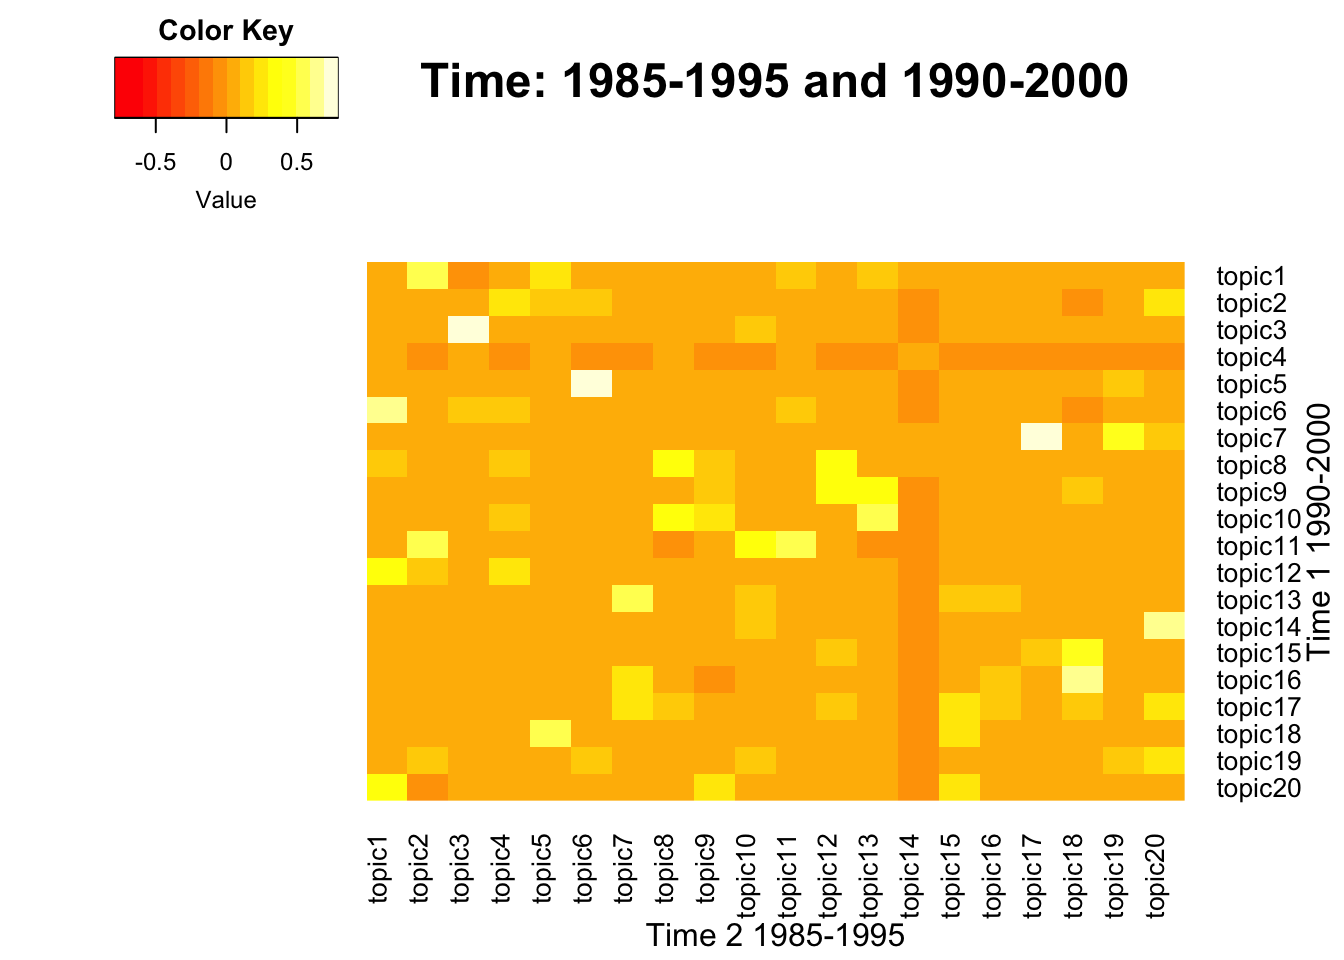 Color Key
Time: 1985-1995 and 1990-2000
-0.5 0 0.5
Value
topic1
topic2
topic3
topic4
topic5
topic6
topic7
topic8
topic9
topic10
topic11
topic12
topic13
topic14
topic15
topic16
topic17
topic18
topic19
topic20
Time 1 1990-2000
topic1
topic2
topic3
topic4
topic5
topic6
topic7
topic8
topic9
topic10
topic11
topic12
topic13
topic14
topic15
topic16
topic17
topic18
topic19
topic20
Time 2 1985-1995